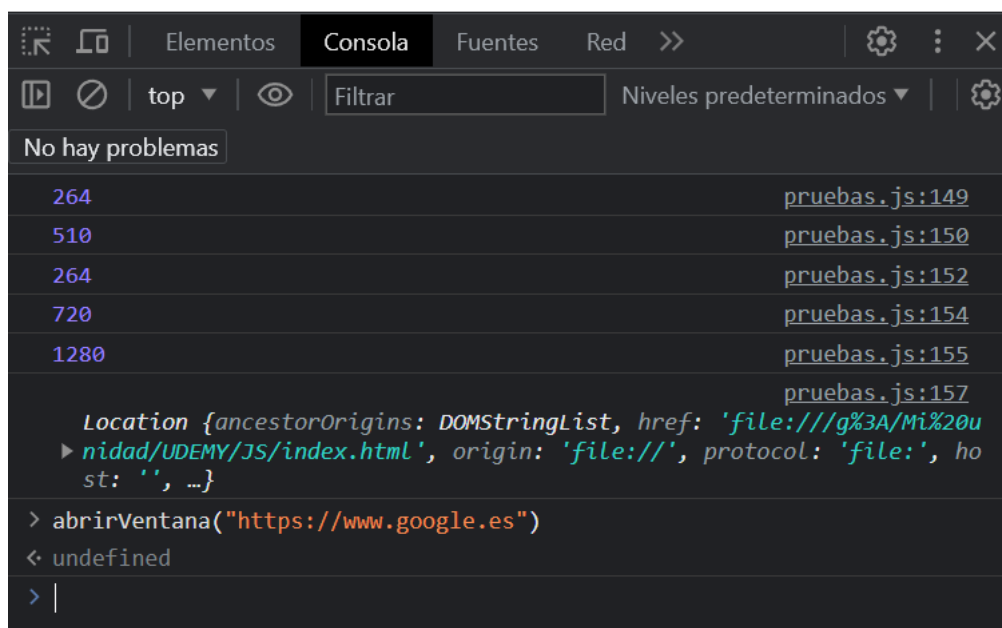 Elementos Consola Fuentes Red
top Filtrar Niveles predeterminados
No hay problemas
264 pruebas.js:149
510 pruebas.js:150
264 pruebas.js:152
720 pruebas.js:154
1280 pruebas.js:155
pruebas.js:157
Location {ancestorOrigins: DOMStringList, href: 'file:///g%3A/Mi%20u
nidad/UDEMY/JS/index.html', origin: 'file://', protocol: 'file:', ho
st: '', …}
> abrirVentana("https://www.google.es")
undefined
>